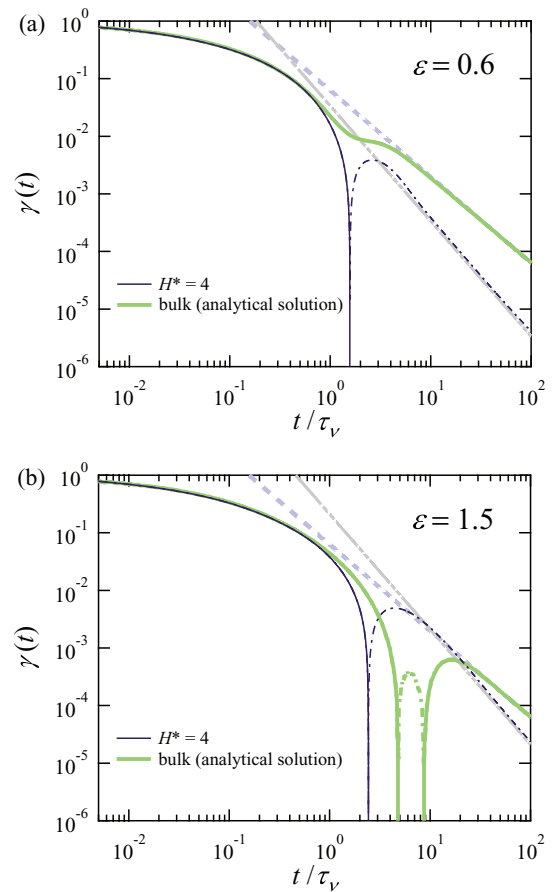 (a)
10^0
10^-1
10^-2
10^-3
10^-4
10^-5
10^-6
γ(t)
ε = 0.6
H* = 4
bulk (analytical solution)
10^-2 10^-1 10^0 10^1 10^2
t / τ_ν
(b)
10^0
10^-1
10^-2
10^-3
10^-4
10^-5
10^-6
γ(t)
ε = 1.5
H* = 4
bulk (analytical solution)
10^-2 10^-1 10^0 10^1 10^2
t / τ_ν